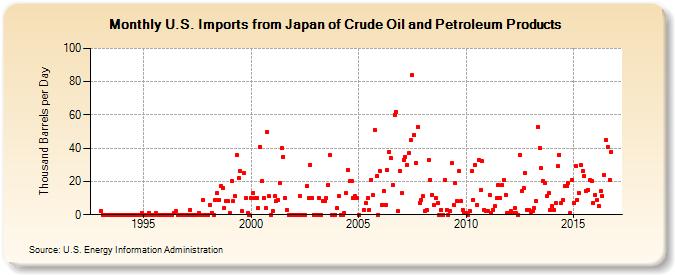 Monthly U.S. Imports from Japan of Crude Oil and Petroleum Products
Thousand Barrels per Day
100
80
60
40
20
0
1995 2000 2005 2010 2015
Source: U.S. Energy Information Administration